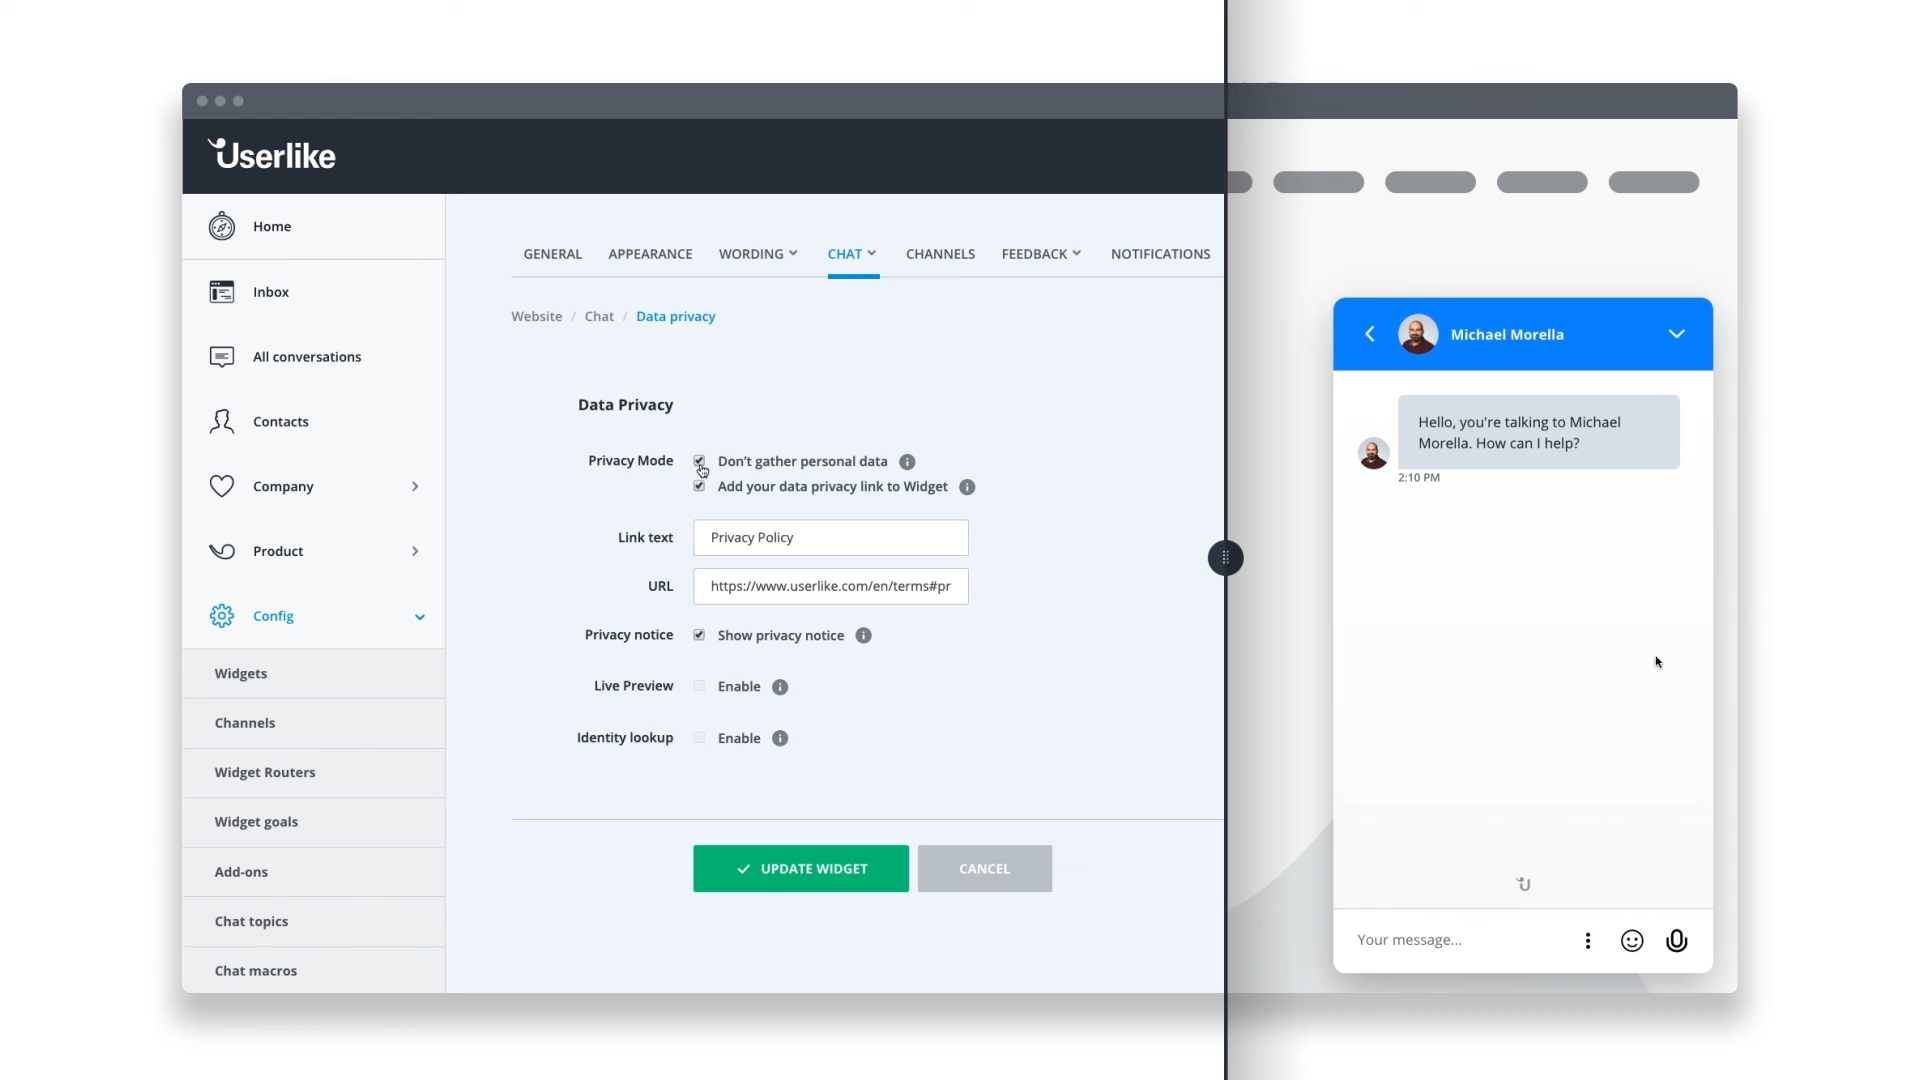 Userlike
Home
Inbox
All conversations
Contacts
Company
Product
Config
Widgets
Channels
Widget Routers
Widget goals
Add-ons
Chat topics
Chat macros
GENERAL APPEARANCE WORDING CHAT CHANNELS FEEDBACK NOTIFICATIONS
Website / Chat / Data privacy
Data Privacy
Privacy Mode Don't gather personal data
Add your data privacy link to Widget
Link text Privacy Policy
URL https://www.userlike.com/en/terms#pr
Privacy notice Show privacy notice
Live Preview Enable
Identity lookup Enable
UPDATE WIDGET CANCEL
Michael Morella
Hello, you're talking to Michael
Morella. How can I help?
2:10 PM
Your message...